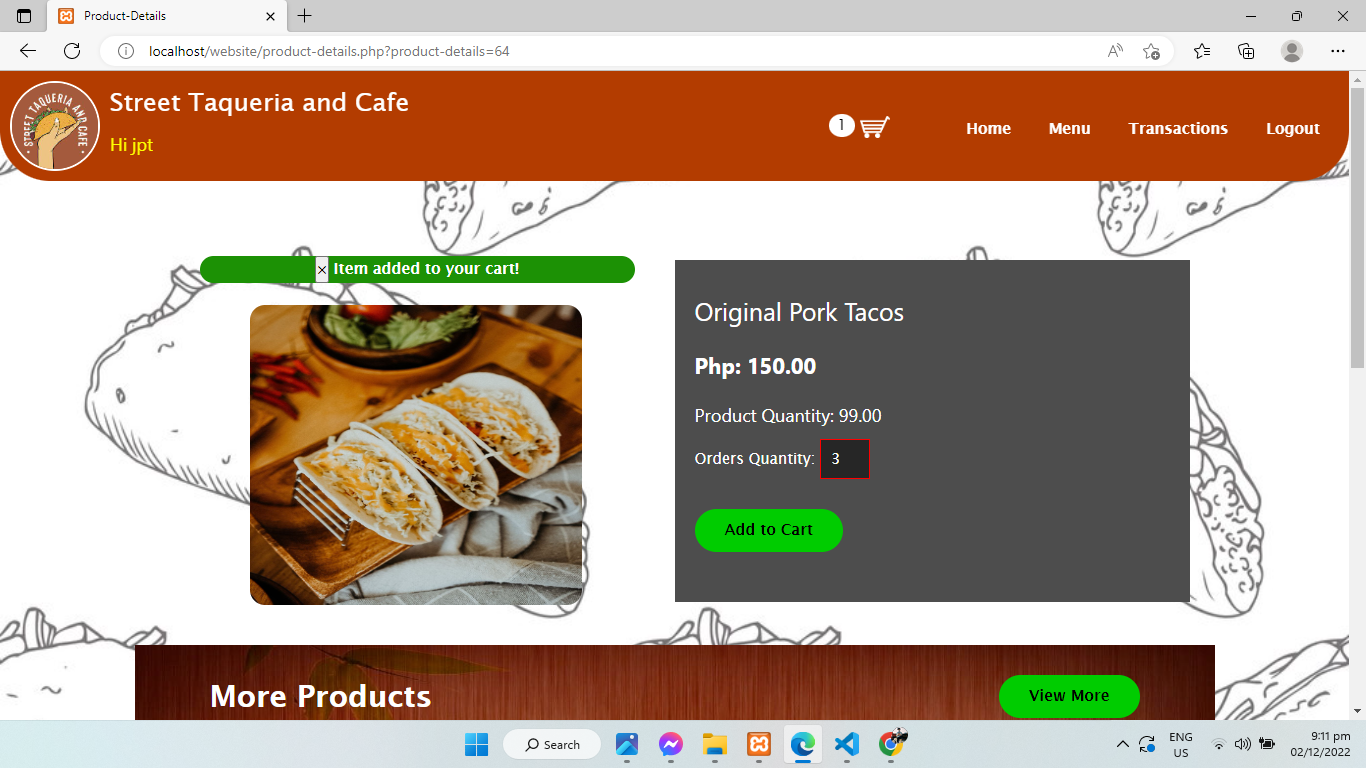 Product-Details
localhost/website/product-details.php?product-details=64
STREET TAQUERIA AND CAFE
Street Taqueria and Cafe
Hi jpt
1
Home
Menu
Transactions
Logout
× Item added to your cart!
Original Pork Tacos
Php: 150.00
Product Quantity: 99.00
Orders Quantity: 3
Add to Cart
More Products
View More
Search
ENG
US
9:11 pm
02/12/2022